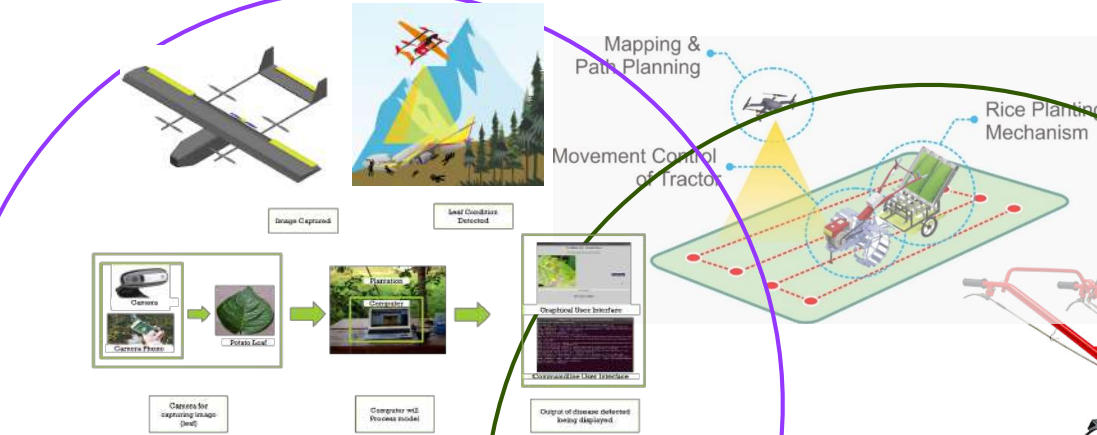 Mapping &
Path Planning
Rice Planting
Mechanism
Movement Control
of Tractor
Image Captured
Leaf Condition
Detected
Camera
Camera Phone
Potato Leaf
Plantation
Computer
Graphical User Interface
Commandline User Interface
Camera for
capturing image
(leaf)
Computer will
Process model
Output of disease detected
being displayed